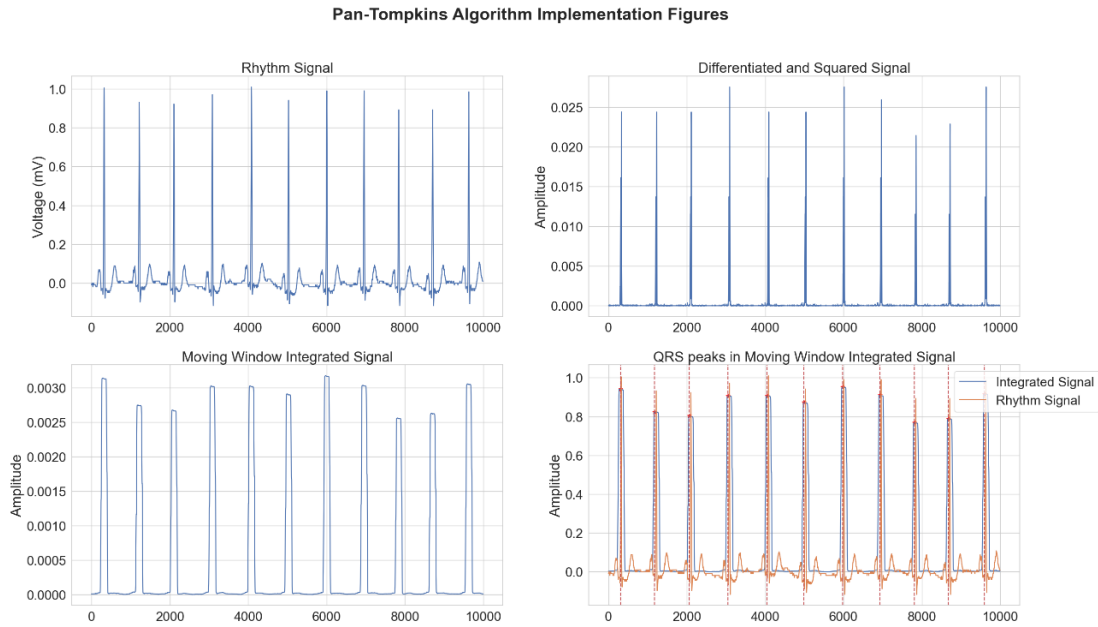 Pan-Tompkins Algorithm Implementation Figures
Rhythm Signal
Voltage (mV)
1.0
0.8
0.6
0.4
0.2
0.0
0 2000 4000 6000 8000 10000
Differentiated and Squared Signal
Amplitude
0.025
0.020
0.015
0.010
0.005
0.000
0 2000 4000 6000 8000 10000
Moving Window Integrated Signal
Amplitude
0.0030
0.0025
0.0020
0.0015
0.0010
0.0005
0.0000
0 2000 4000 6000 8000 10000
QRS peaks in Moving Window Integrated Signal
Amplitude
1.0
0.8
0.6
0.4
0.2
0.0
0 2000 4000 6000 8000 10000
Integrated Signal
Rhythm Signal